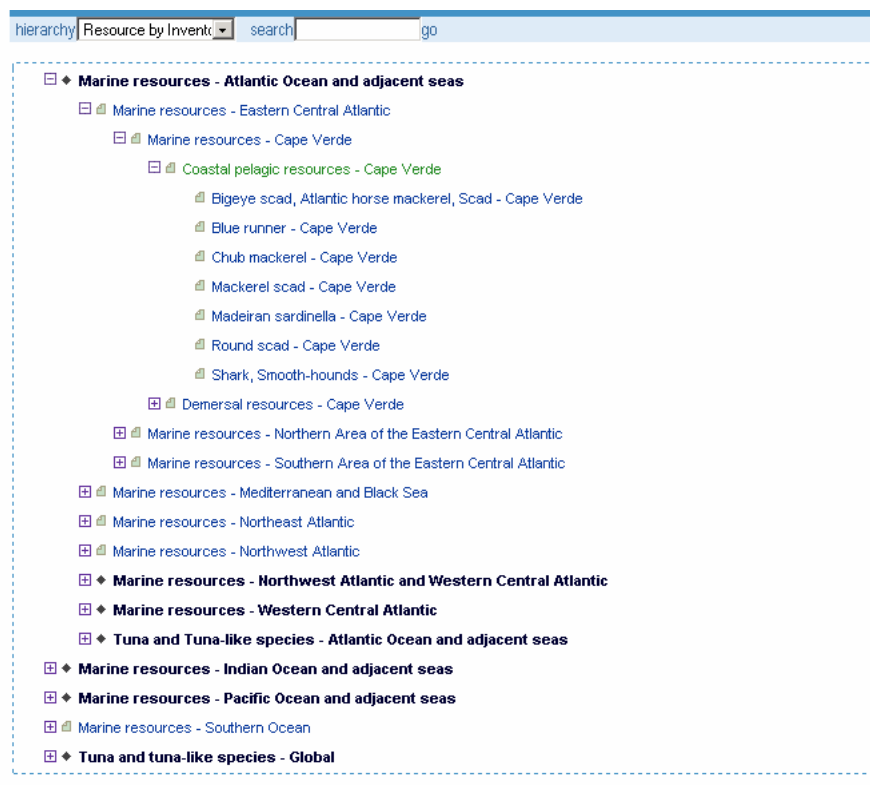 hierarchy Resource by Invent search go
Marine resources - Atlantic Ocean and adjacent seas
Marine resources - Eastern Central Atlantic
Marine resources - Cape Verde
Coastal pelagic resources - Cape Verde
Bigeye scad, Atlantic horse mackerel, Scad - Cape Verde
Blue runner - Cape Verde
Chub mackerel - Cape Verde
Mackerel scad - Cape Verde
Madeiran sardinella - Cape Verde
Round scad - Cape Verde
Shark, Smooth-hounds - Cape Verde
Demersal resources - Cape Verde
Marine resources - Northern Area of the Eastern Central Atlantic
Marine resources - Southern Area of the Eastern Central Atlantic
Marine resources - Mediterranean and Black Sea
Marine resources - Northeast Atlantic
Marine resources - Northwest Atlantic
Marine resources - Northwest Atlantic and Western Central Atlantic
Marine resources - Western Central Atlantic
Tuna and Tuna-like species - Atlantic Ocean and adjacent seas
Marine resources - Indian Ocean and adjacent seas
Marine resources - Pacific Ocean and adjacent seas
Marine resources - Southern Ocean
Tuna and tuna-like species - Global